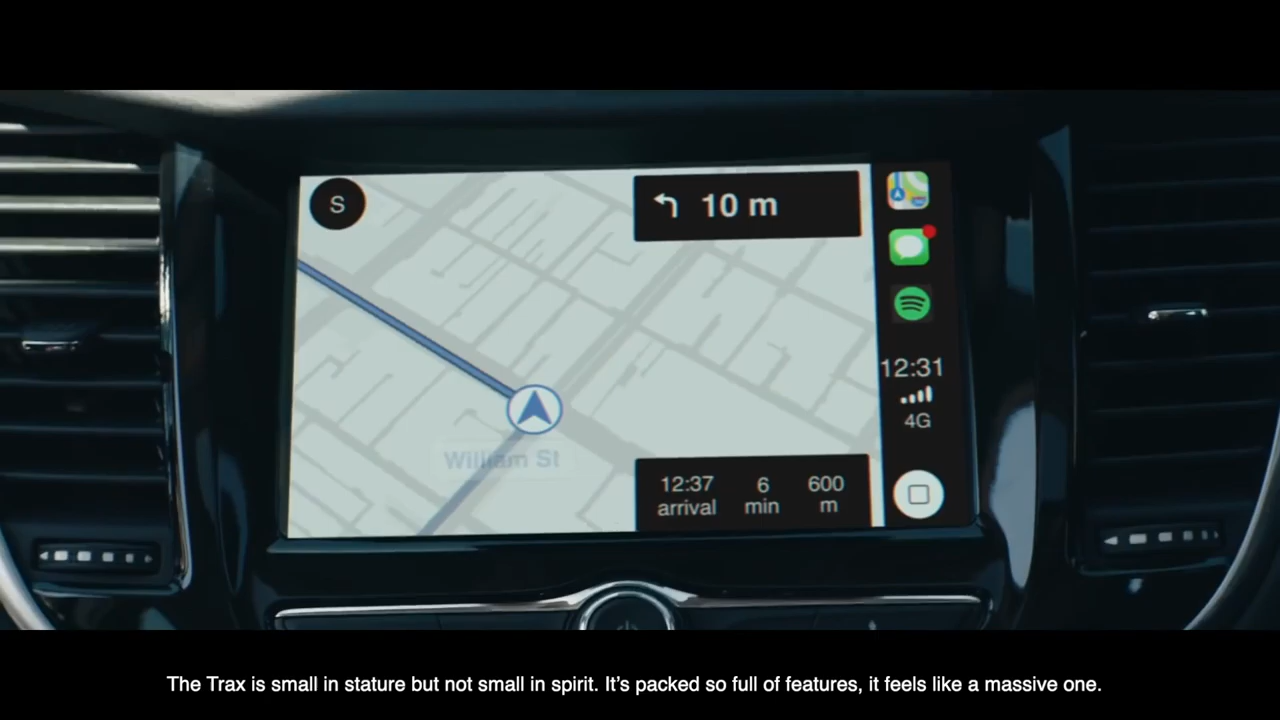 S
10 m
William St
12:37 6 600
arrival min m
12:31
4G
The Trax is small in stature but not small in spirit. It’s packed so full of features, it feels like a massive one.